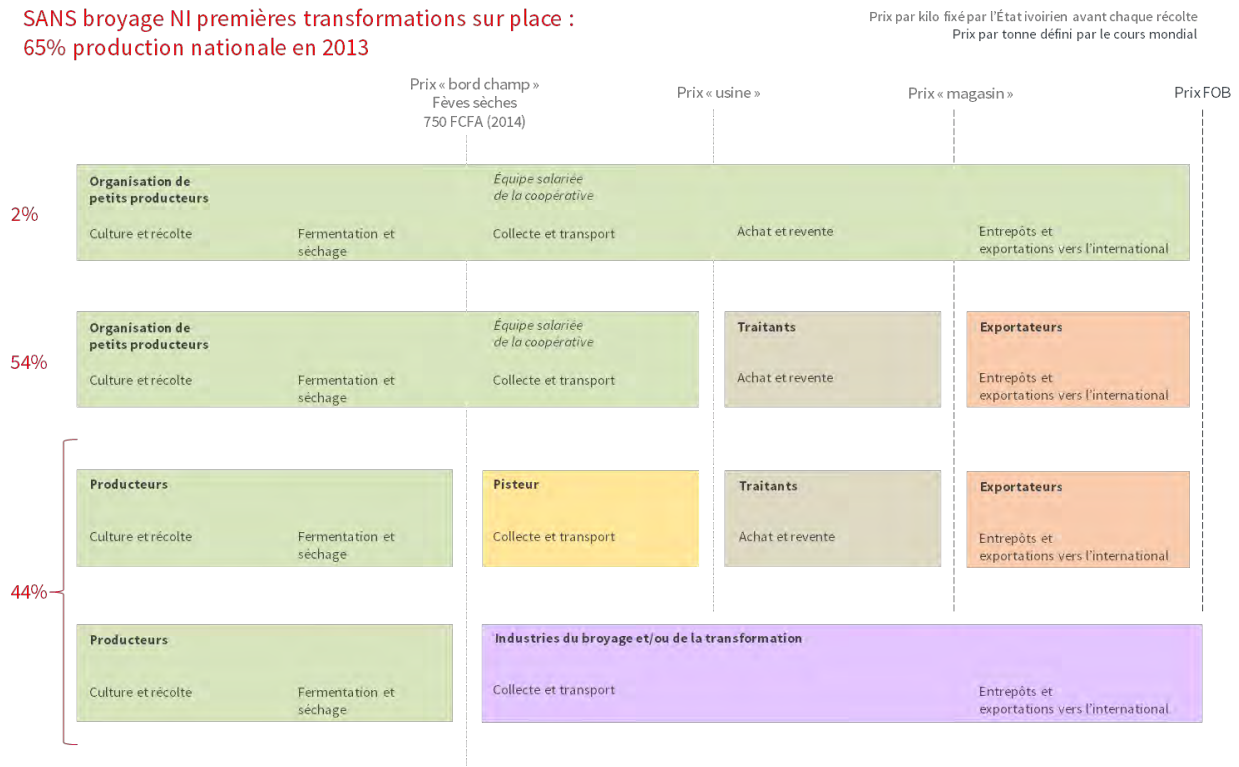 SANS broyage NI premières transformations sur place :
65% production nationale en 2013
Prix par kilo fixé par l'État ivoirien avant chaque récolte
Prix par tonne défini par le cours mondial
Prix « bord champ »
Fèves sèches
750 FCFA (2014)
Prix « usine »
Prix « magasin »
Prix FOB
2%
Organisation de
petits producteurs
Culture et récolte
Fermentation et
séchage
Équipe salariée
de la coopérative
Collecte et transport
Achat et revente
Entrepôts et
exportations vers l'international
54%
Organisation de
petits producteurs
Culture et récolte
Fermentation et
séchage
Équipe salariée
de la coopérative
Collecte et transport
Traitants
Achat et revente
Exportateurs
Entrepôts et
exportations vers l'international
44%
Producteurs
Culture et récolte
Fermentation et
séchage
Pisteur
Collecte et transport
Traitants
Achat et revente
Exportateurs
Entrepôts et
exportations vers l'international
Producteurs
Culture et récolte
Fermentation et
séchage
Industries du broyage et/ou de la transformation
Collecte et transport
Entrepôts et
exportations vers l'international